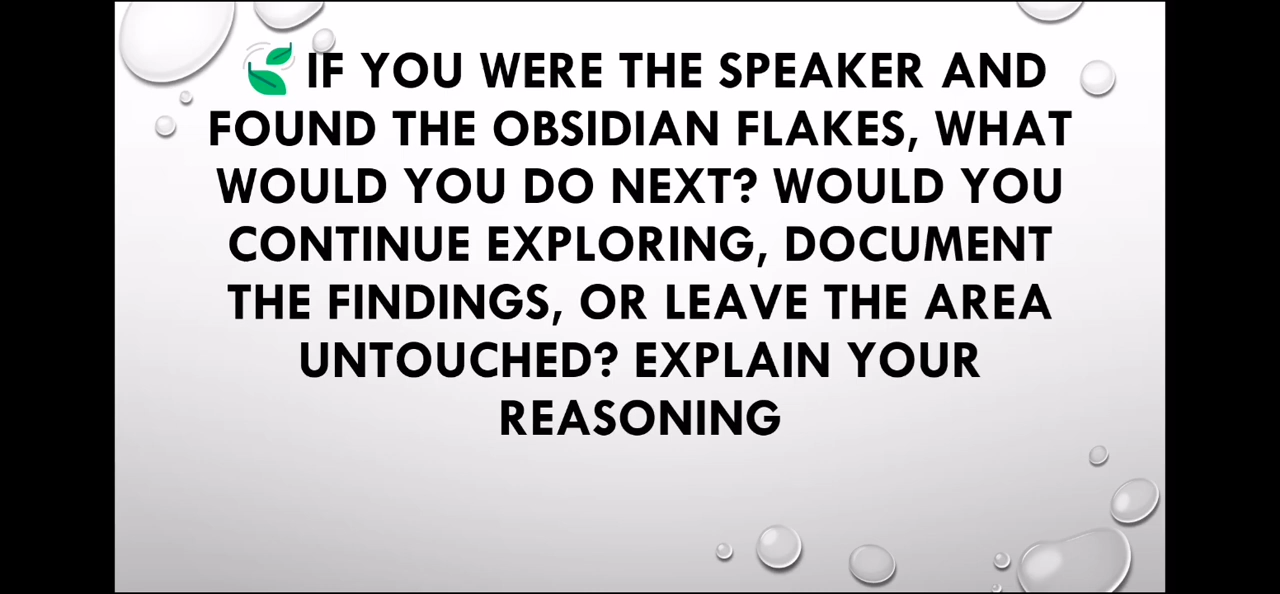 IF YOU WERE THE SPEAKER AND
FOUND THE OBSIDIAN FLAKES, WHAT
WOULD YOU DO NEXT? WOULD YOU
CONTINUE EXPLORING, DOCUMENT
THE FINDINGS, OR LEAVE THE AREA
UNTOUCHED? EXPLAIN YOUR
REASONING